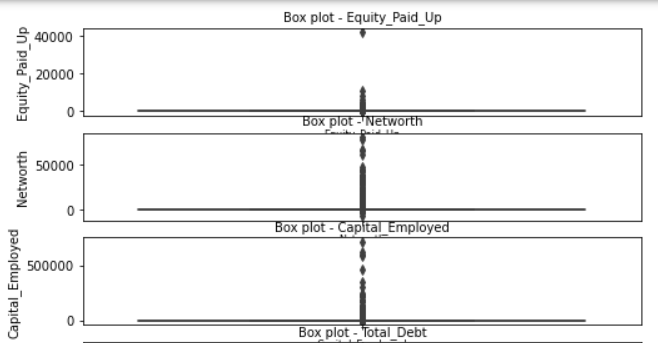 Box plot - Equity_Paid_Up
Equity_Paid_Up
40000
20000
0
Box plot - Networth
Networth
50000
0
Box plot - Capital_Employed
Capital_Employed
500000
0
Box plot - Total_Debt